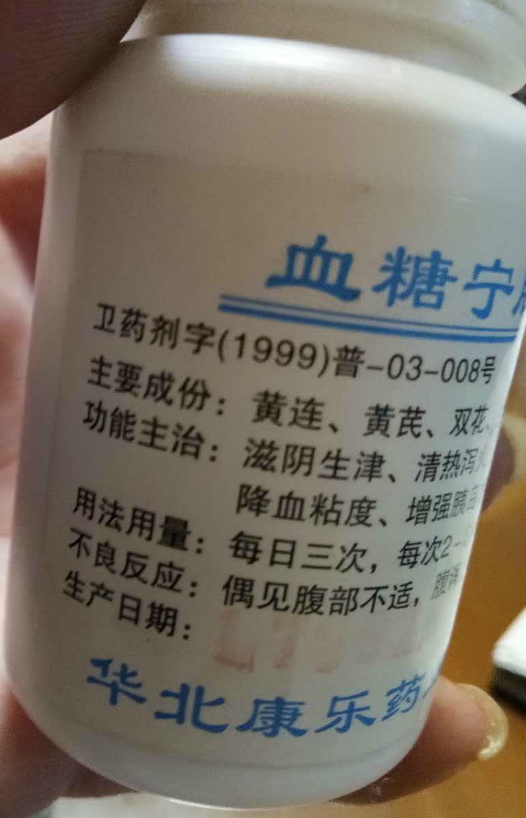 血糖宁
卫药剂字(1999)普-03-008号
主要成份：黄连、黄芪、双花、
功能主治：滋阴生津、清热泻
降血粘度、增强胰
用法用量：每日三次，每次2-
不良反应：偶见腹部不适，腹
生产日期：
华北康乐药